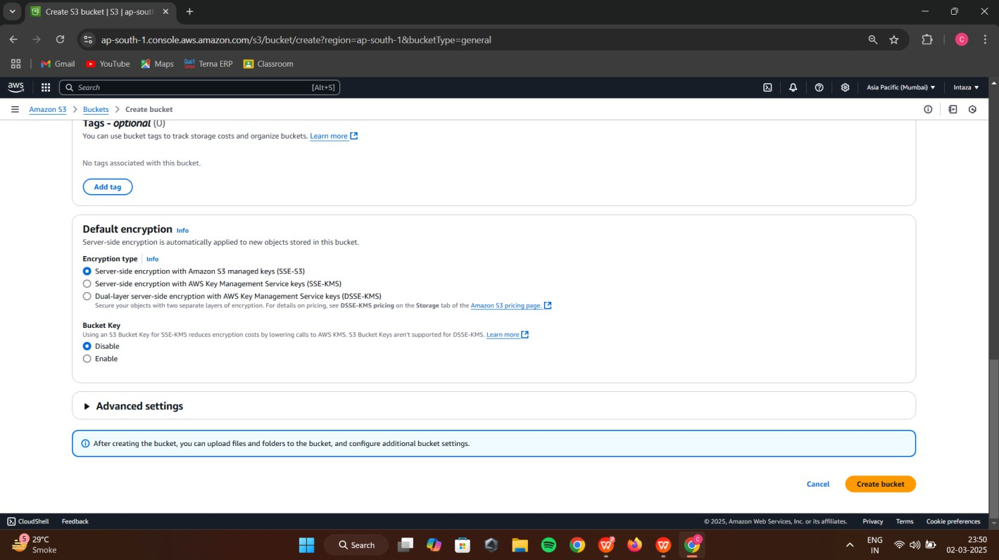 Create S3 bucket | S3 | ap-sout
ap-south-1.console.aws.amazon.com/s3/bucket/create?region=ap-south-1&bucketType=general
C
Gmail YouTube Maps Terna ERP Classroom
aws Search [Alt+S] Asia Pacific (Mumbai) Intaza
Amazon S3 Buckets Create bucket
Tags - optional (0)
You can use bucket tags to track storage costs and organize buckets. Learn more
No tags associated with this bucket.
Add tag
Default encryption Info
Server-side encryption is automatically applied to new objects stored in this bucket.
Encryption type Info
Server-side encryption with Amazon S3 managed keys (SSE-S3)
Server-side encryption with AWS Key Management Service keys (SSE-KMS)
Dual-layer server-side encryption with AWS Key Management Service keys (DSSE-KMS)
Secure your objects with two separate layers of encryption. For details on pricing, see DSSE-KMS pricing on the Storage tab of the Amazon S3 pricing page.
Bucket Key
Using an S3 Bucket Key for SSE-KMS reduces encryption costs by lowering calls to AWS KMS. S3 Bucket Keys aren't supported for DSSE-KMS. Learn more
Disable
Enable
Advanced settings
After creating the bucket, you can upload files and folders to the bucket, and configure additional bucket settings.
Cancel Create bucket
CloudShell Feedback © 2025, Amazon Web Services, Inc. or its affiliates. Privacy Terms Cookie preferences
5 29°C
Smoke
Search
ENG
IN
23:50
02-03-2025